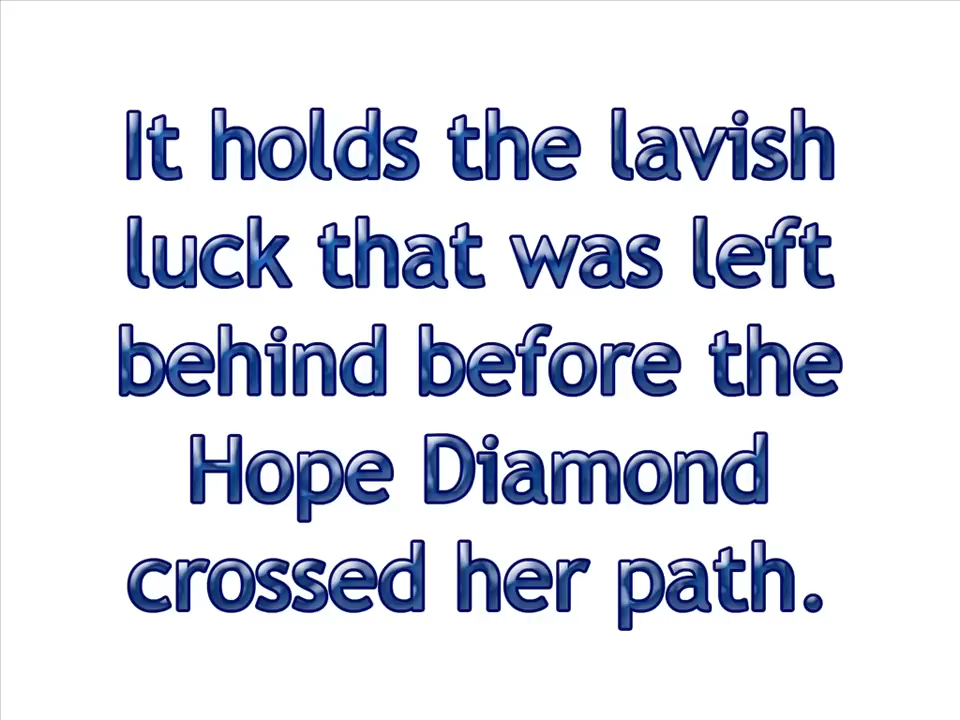 It holds the lavish
luck that was left
behind before the
Hope Diamond
crossed her path.